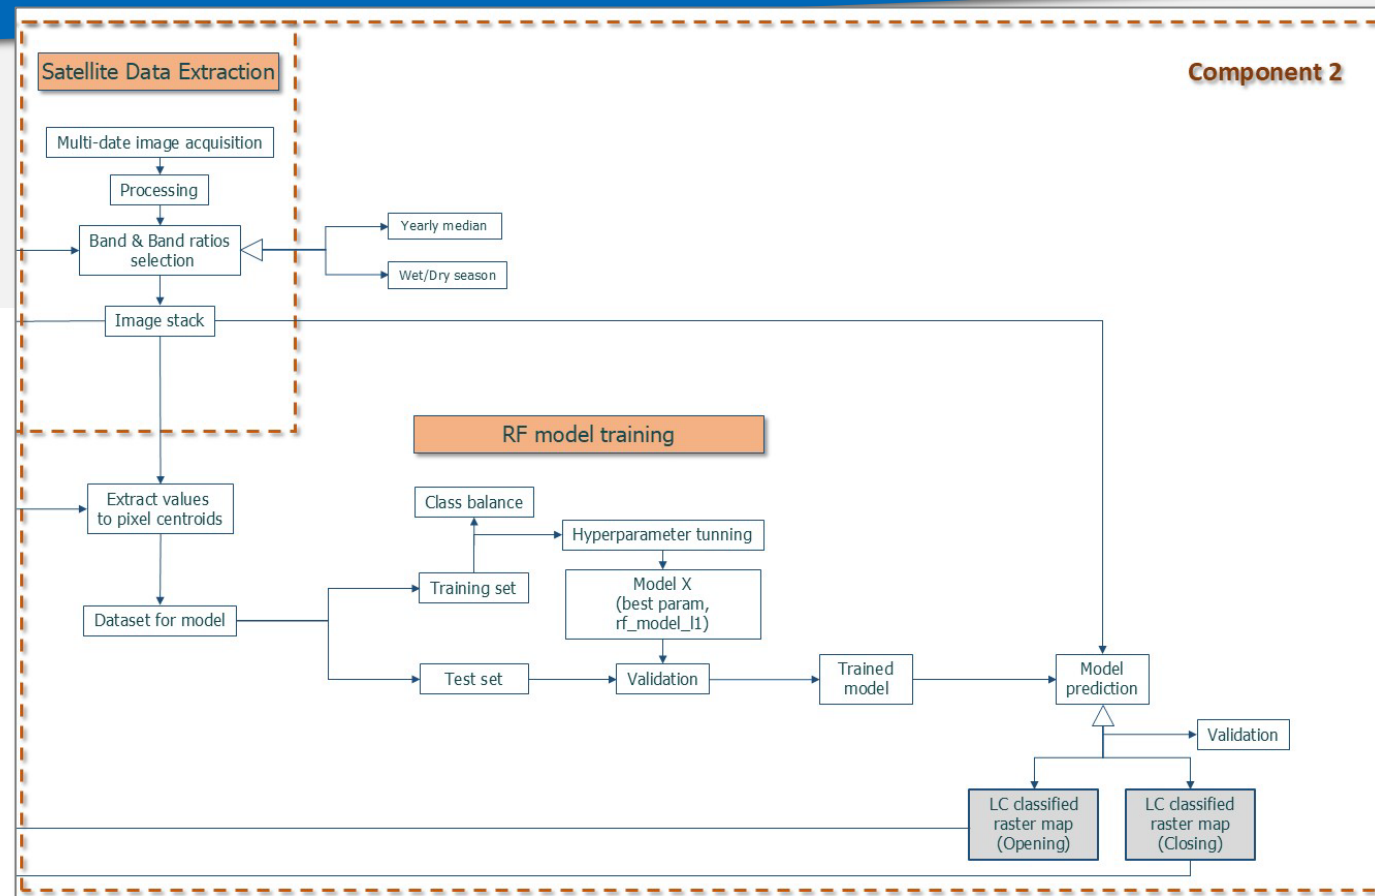 Satellite Data Extraction
Component 2
Multi-date image acquisition
Processing
Band & Band ratios
selection
Yearly median
Wet/Dry season
Image stack
RF model training
Extract values
to pixel centroids
Class balance
Hyperparameter tunning
Training set
Model X
(best param,
rf_model_l1)
Dataset for model
Test set
Validation
Trained
model
Model
prediction
Validation
LC classified
raster map
(Opening)
LC classified
raster map
(Closing)